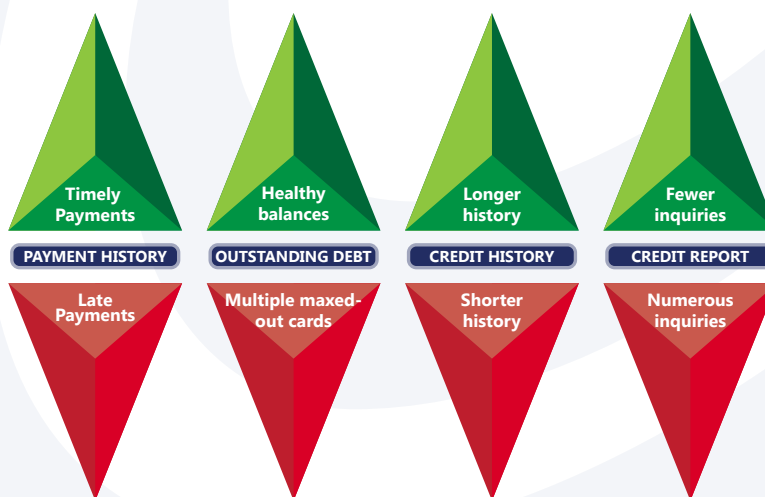 Timely
Payments
Healthy
balances
Longer
history
Fewer
inquiries
PAYMENT HISTORY
OUTSTANDING DEBT
CREDIT HISTORY
CREDIT REPORT
Late
Payments
Multiple maxed-
out cards
Shorter
history
Numerous
inquiries